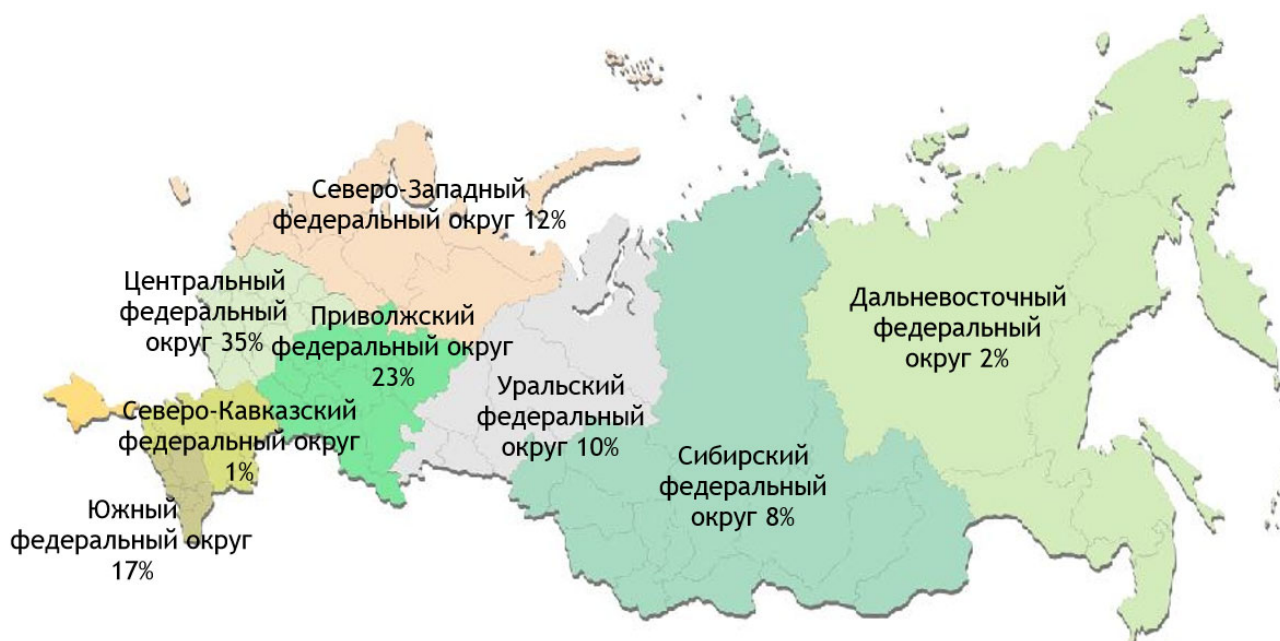 Северо-Западный
федеральный округ 12%
Центральный
федеральный
округ 35%
Приволжский
федеральный округ
23%
Дальневосточный
федеральный
округ 2%
Уральский
федеральный
округ 10%
Северо-Кавказский
федеральный округ
1%
Сибирский
федеральный
округ 8%
Южный
федеральный округ
17%